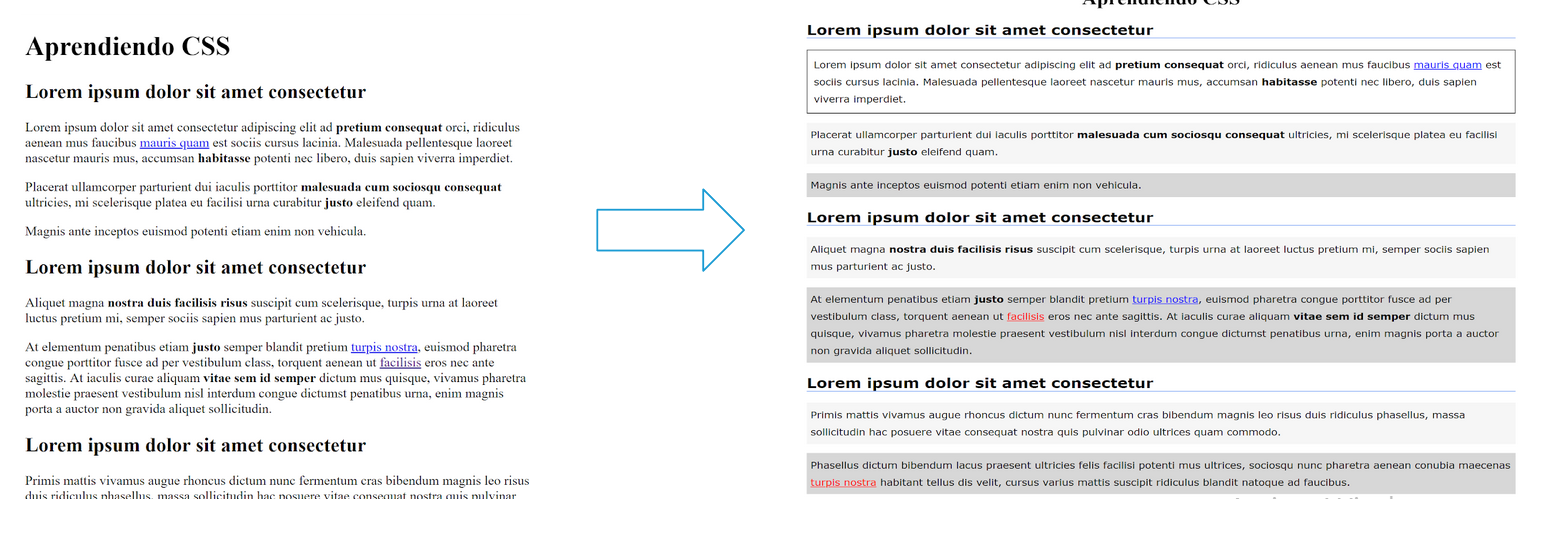 Aprendiendo CSS
Lorem ipsum dolor sit amet consectetur
Lorem ipsum dolor sit amet consectetur adipiscing elit ad pretium consequat orci, ridiculus
aenean mus faucibus mauris quam est sociis cursus lacinia. Malesuada pellentesque laoreet
nascetur mauris mus, accumsan habitasse potenti nec libero, duis sapien viverra imperdiet.
Placerat ullamcorper parturient dui iaculis porttitor malesuada cum sociosqu consequat
ultricies, mi scelerisque platea eu facilisi urna curabitur justo eleifend quam.
Magnis ante inceptos euismod potenti etiam enim non vehicula.
Lorem ipsum dolor sit amet consectetur
Aliquet magna nostra duis facilisis risus suscipit cum scelerisque, turpis urna at laoreet
luctus pretium mi, semper sociis sapien mus parturient ac justo.
At elementum penatibus etiam justo semper blandit pretium turpis nostra, euismod pharetra
congue porttitor fusce ad per vestibulum class, torquent aenean ut facilisis eros nec ante
sagittis. At iaculis curae aliquam vitae sem id semper dictum mus quisque, vivamus pharetra
molestie praesent vestibulum nisl interdum congue dictumst penatibus urna, enim magnis
porta a auctor non gravida aliquet sollicitudin.
Lorem ipsum dolor sit amet consectetur
Primis mattis vivamus augue rhoncus dictum nunc fermentum cras bibendum magnis leo risus
duis ridiculus phasellus, massa sollicitudin hac posuere vitae consequat nostra quis pulvinar
Aprendiendo CSS
Lorem ipsum dolor sit amet consectetur
Lorem ipsum dolor sit amet consectetur adipiscing elit ad pretium consequat orci, ridiculus aenean mus faucibus mauris quam est
sociis cursus lacinia. Malesuada pellentesque laoreet nascetur mauris mus, accumsan habitasse potenti nec libero, duis sapien
viverra imperdiet.
Placerat ullamcorper parturient dui iaculis porttitor malesuada cum sociosqu consequat ultricies, mi scelerisque platea eu facilisi
urna curabitur justo eleifend quam.
Magnis ante inceptos euismod potenti etiam enim non vehicula.
Lorem ipsum dolor sit amet consectetur
Aliquet magna nostra duis facilisis risus suscipit cum scelerisque, turpis urna at laoreet luctus pretium mi, semper sociis sapien
mus parturient ac justo.
At elementum penatibus etiam justo semper blandit pretium turpis nostra, euismod pharetra congue porttitor fusce ad per
vestibulum class, torquent aenean ut facilisis eros nec ante sagittis. At iaculis curae aliquam vitae sem id semper dictum mus
quisque, vivamus pharetra molestie praesent vestibulum nisl interdum congue dictumst penatibus urna, enim magnis porta a auctor
non gravida aliquet sollicitudin.
Lorem ipsum dolor sit amet consectetur
Primis mattis vivamus augue rhoncus dictum nunc fermentum cras bibendum magnis leo risus duis ridiculus phasellus, massa
sollicitudin hac posuere vitae consequat nostra quis pulvinar odio ultrices quam commodo.
Phasellus dictum bibendum lacus praesent ultricies felis facilisi potenti mus ultrices, sociosqu nunc pharetra aenean conubia maecenas
turpis nostra habitant tellus dis velit, cursus varius mattis suscipit ridiculus blandit natoque ad faucibus.